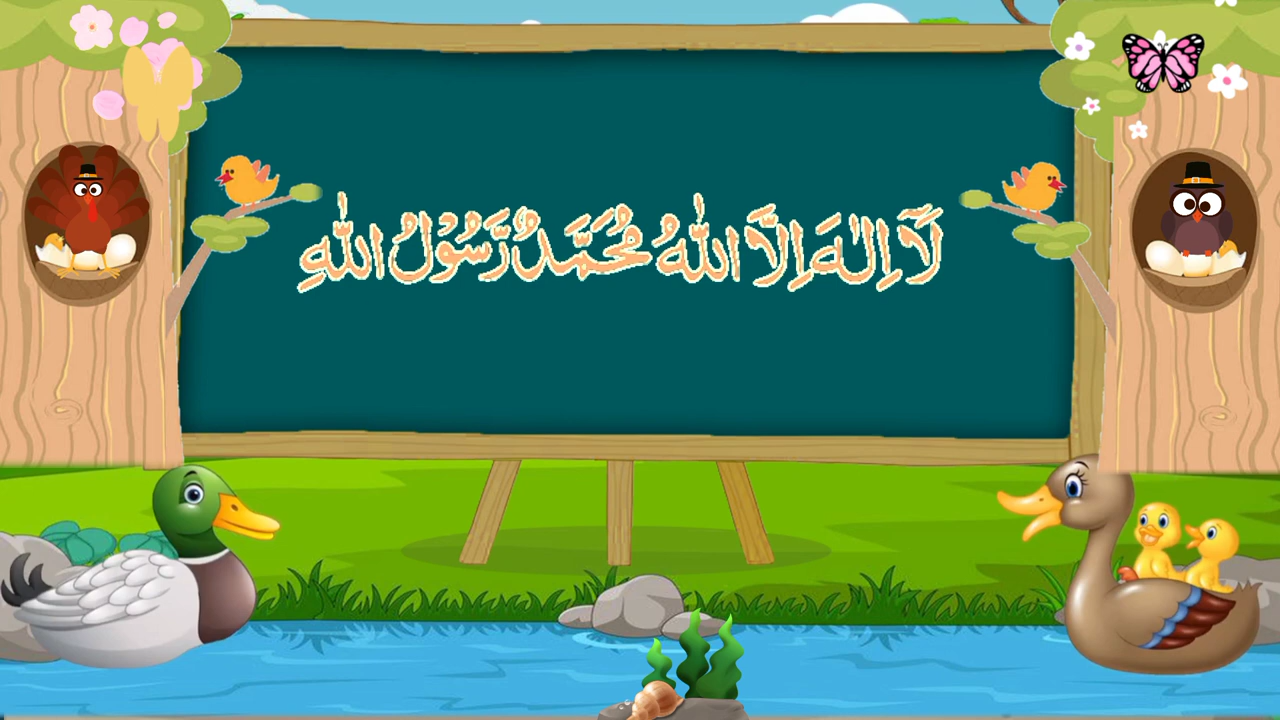 لَآ اِلٰهَ اِلَّا اللّٰهُ مُحَمَّدٌ رَّسُوْلُ اللّٰهِ